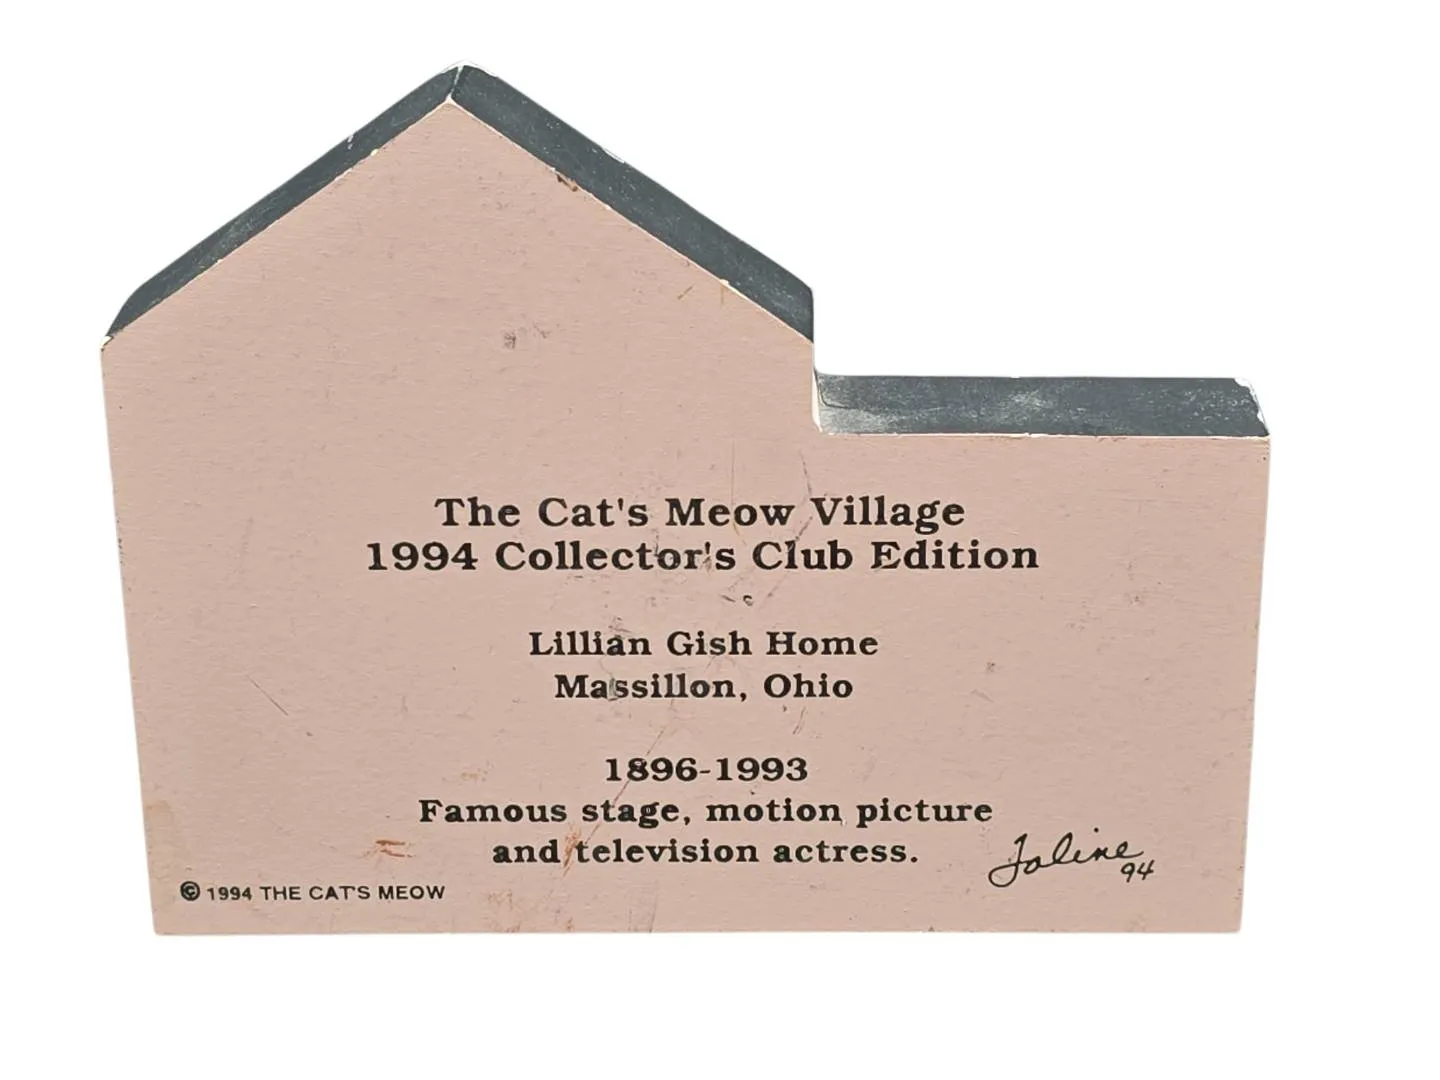 The Cat's Meow Village
1994 Collector's Club Edition
Lillian Gish Home
Massillon, Ohio
1896-1993
Famous stage, motion picture
and television actress.
Faline
94
© 1994 THE CAT'S MEOW